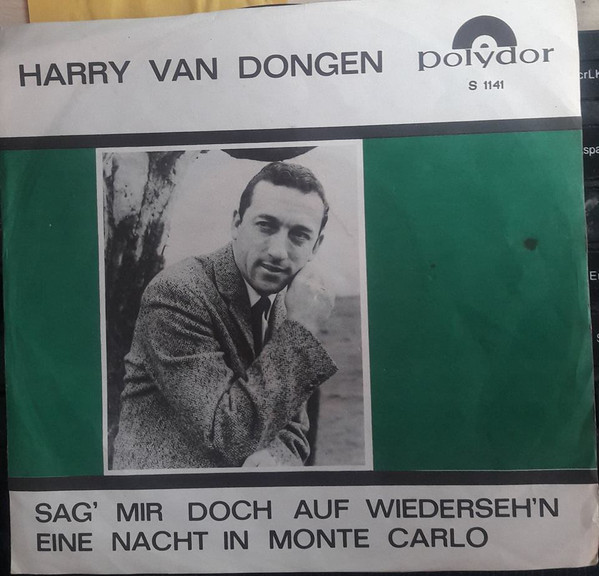 HARRY VAN DONGEN
polydor
S 1141
SAG' MIR DOCH AUF WIEDERSEH'N
EINE NACHT IN MONTE CARLO